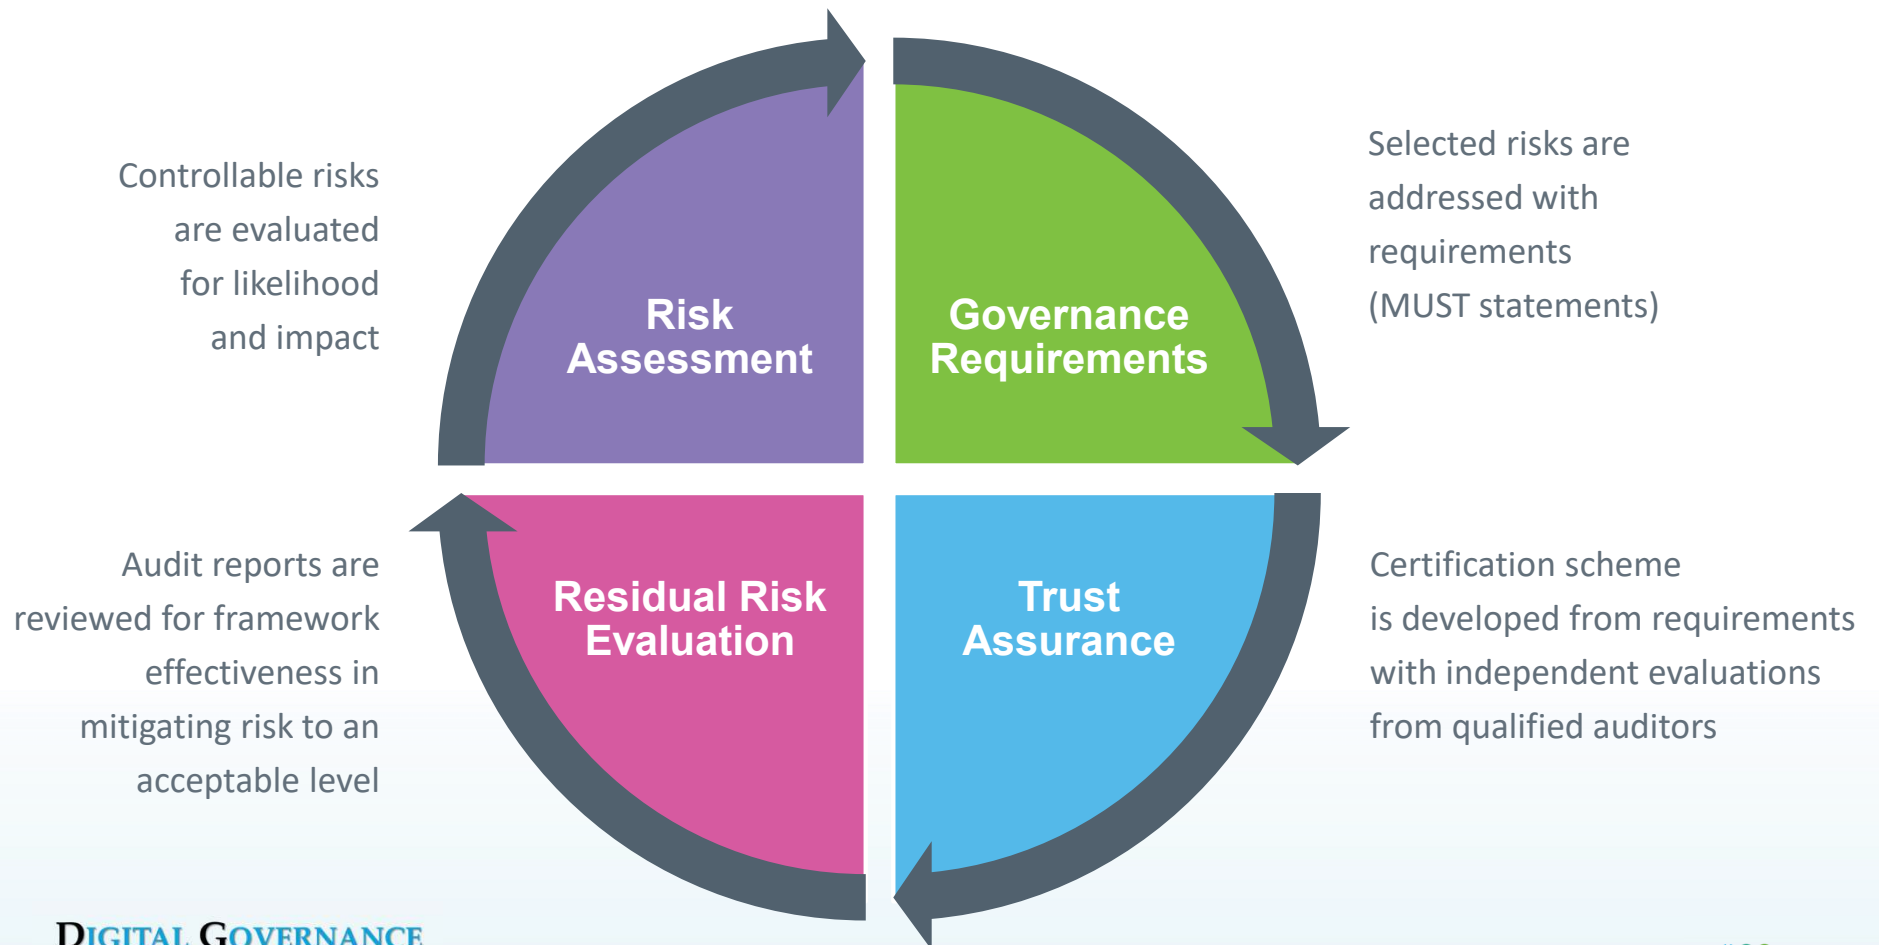 Controllable risks
are evaluated
for likelihood
and impact
Risk
Assessment
Governance
Requirements
Selected risks are
addressed with
requirements
(MUST statements)
Audit reports are
reviewed for framework
effectiveness in
mitigating risk to an
acceptable level
Residual Risk
Evaluation
Trust
Assurance
Certification scheme
is developed from requirements
with independent evaluations
from qualified auditors
DIGITAL GOVERNANCE